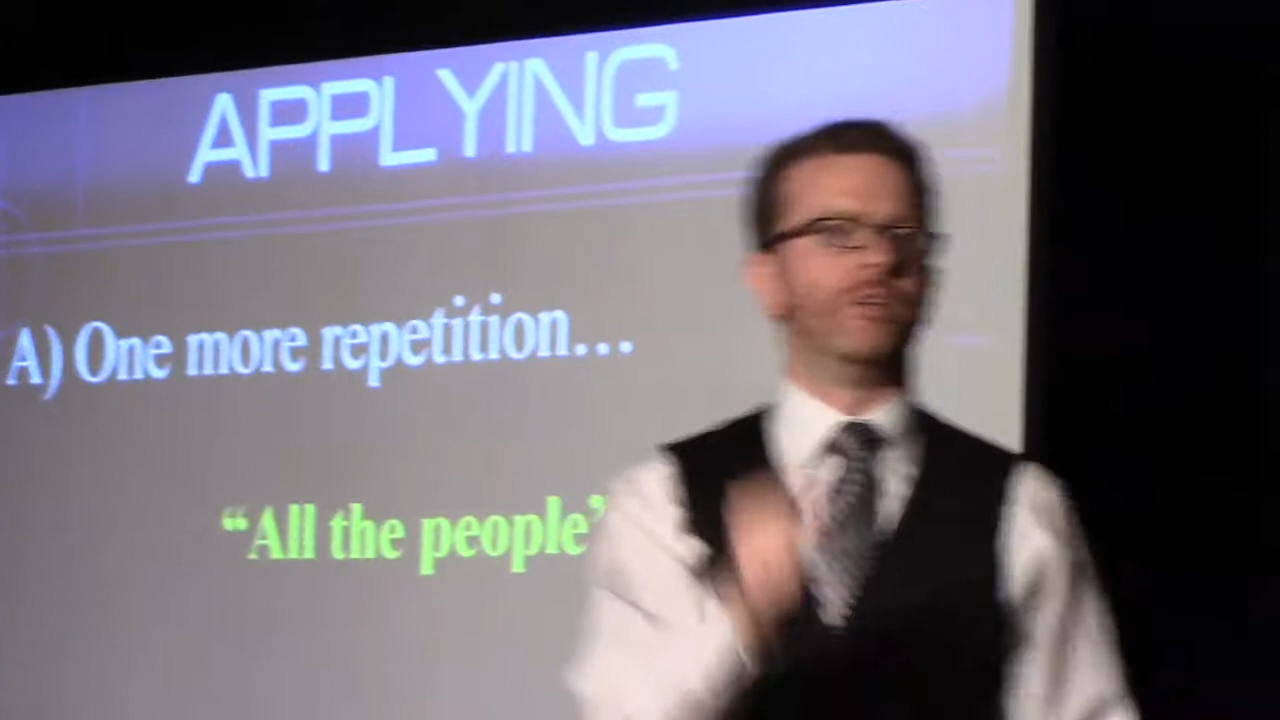 APPLYING
A) One more repetition...
“All the people”